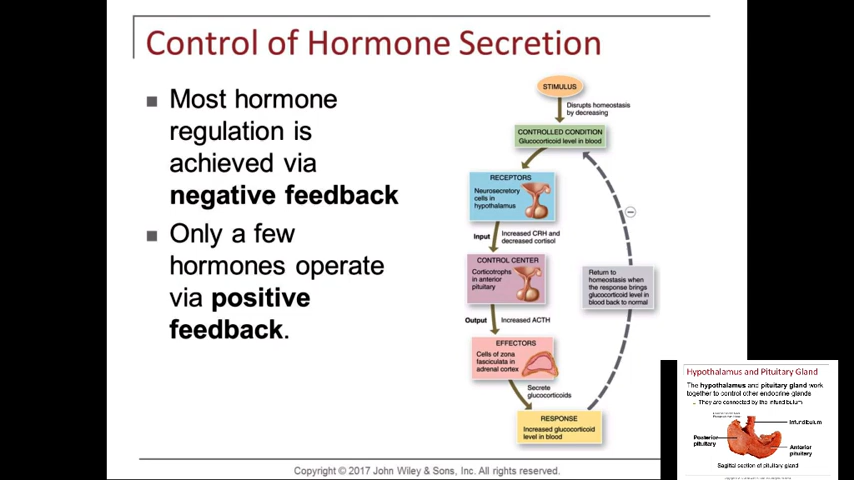 Control of Hormone Secretion
■ Most hormone
regulation is
achieved via
negative feedback
■ Only a few
hormones operate
via positive
feedback.
STIMULUS
Disrupts homeostasis
by decreasing
CONTROLLED CONDITION
Glucocorticoid level in blood
RECEPTORS
Neurosecretory
cells in
hypothalamus
Input
Increased CRH and
decreased cortisol
CONTROL CENTER
Corticotrophs
in anterior
pituitary
Output
Increased ACTH
EFFECTORS
Cells of zona
fasciculata in
adrenal cortex
Secrete
glucocorticoids
RESPONSE
Increased glucocorticoid
level in blood
Return to
homeostasis when
the response brings
glucocorticoid level in
blood back to normal
Copyright © 2017 John Wiley & Sons, Inc. All rights reserved.
Hypothalamus and Pituitary Gland
The hypothalamus and pituitary gland work
together to control other endocrine glands
They are connected by the infundibulum
Infundibulum
Posterior
pituitary
Anterior
pituitary
Sagittal section of pituitary gland